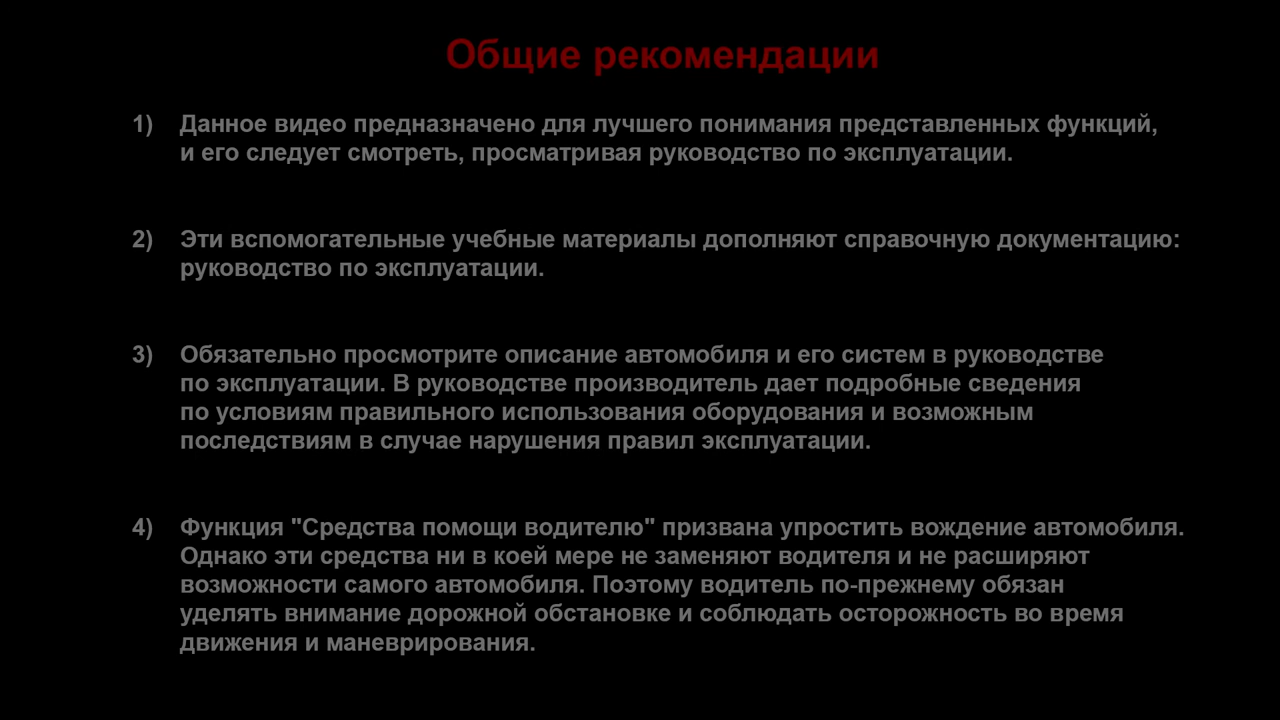 Общие рекомендации
1) Данное видео предназначено для лучшего понимания представленных функций,
и его следует смотреть, просматривая руководство по эксплуатации.
2) Эти вспомогательные учебные материалы дополняют справочную документацию:
руководство по эксплуатации.
3) Обязательно просмотрите описание автомобиля и его систем в руководстве
по эксплуатации. В руководстве производитель дает подробные сведения
по условиям правильного использования оборудования и возможным
последствиям в случае нарушения правил эксплуатации.
4) Функция "Средства помощи водителю" призвана упростить вождение автомобиля.
Однако эти средства ни в коей мере не заменяют водителя и не расширяют
возможности самого автомобиля. Поэтому водитель по-прежнему обязан
уделять внимание дорожной обстановке и соблюдать осторожность во время
движения и маневрирования.